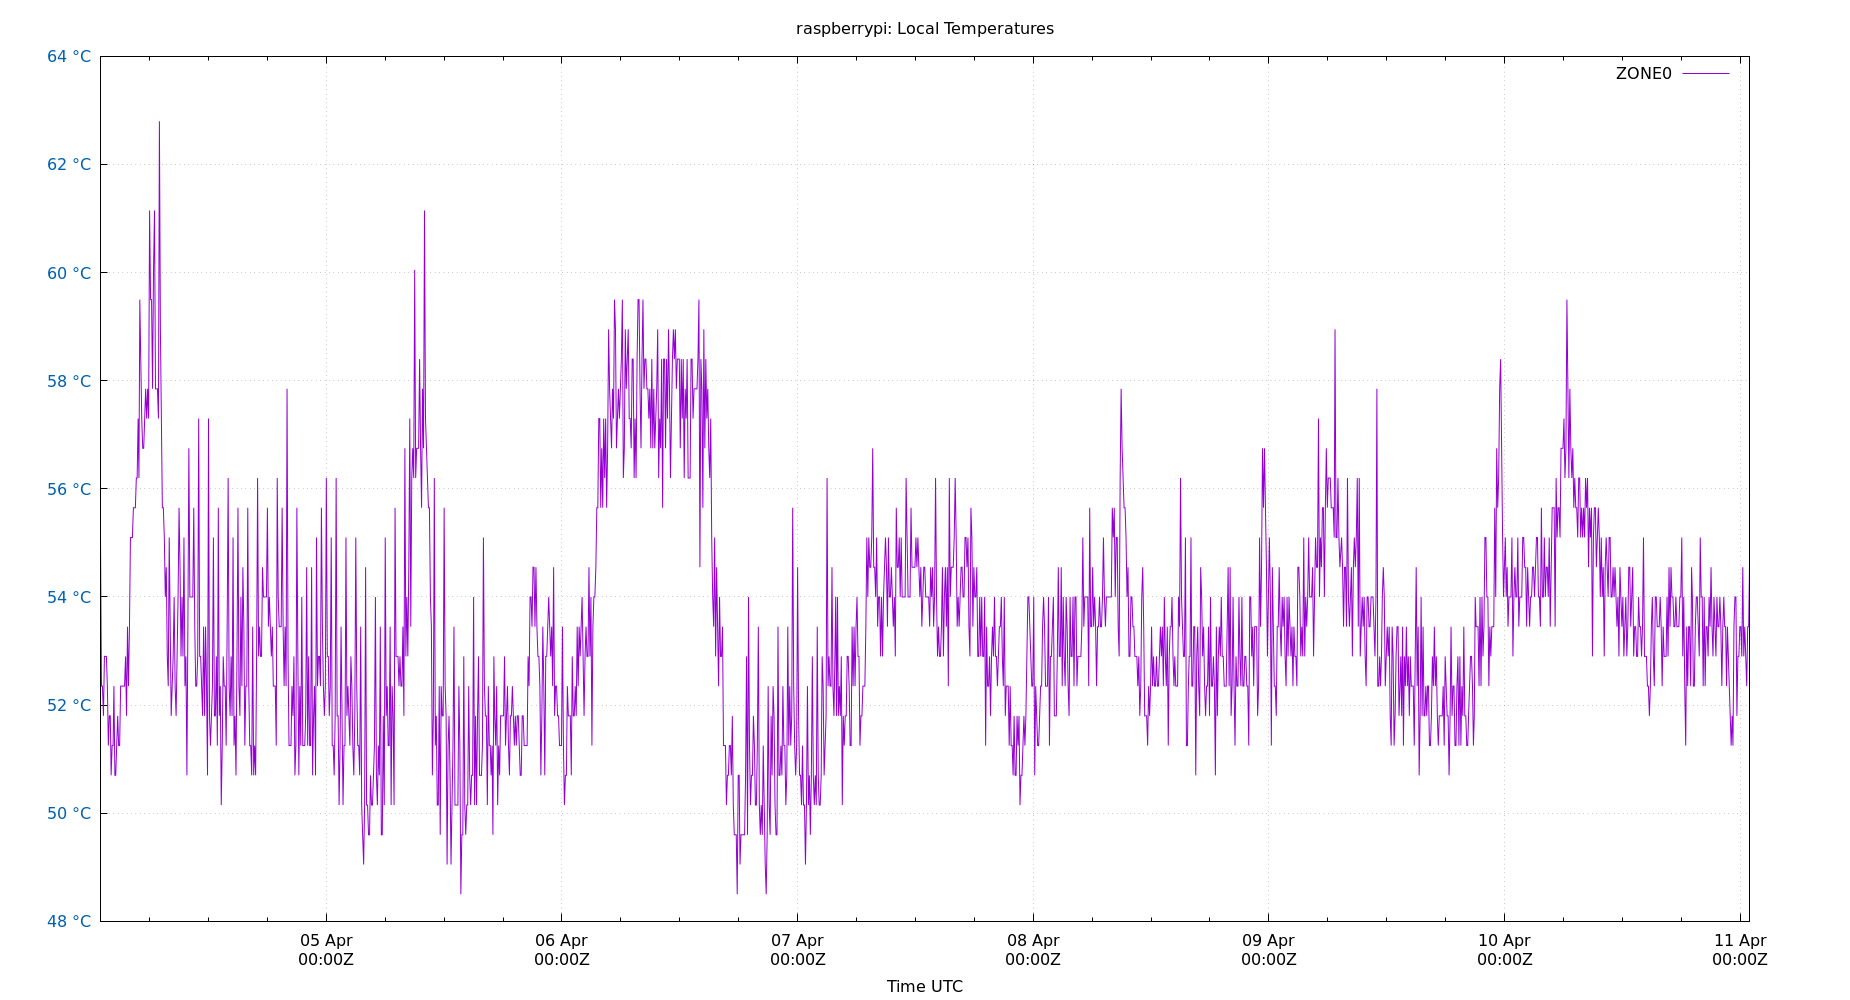 raspberrypi: Local Temperatures
64 °C
ZONE0
62 °C
60 °C
58 °C
56 °C
54 °C
52 °C
50 °C
48 °C
05 Apr 06 Apr 07 Apr 08 Apr 09 Apr 10 Apr 11 Apr
00:00Z 00:00Z 00:00Z 00:00Z 00:00Z 00:00Z 00:00Z
Time UTC